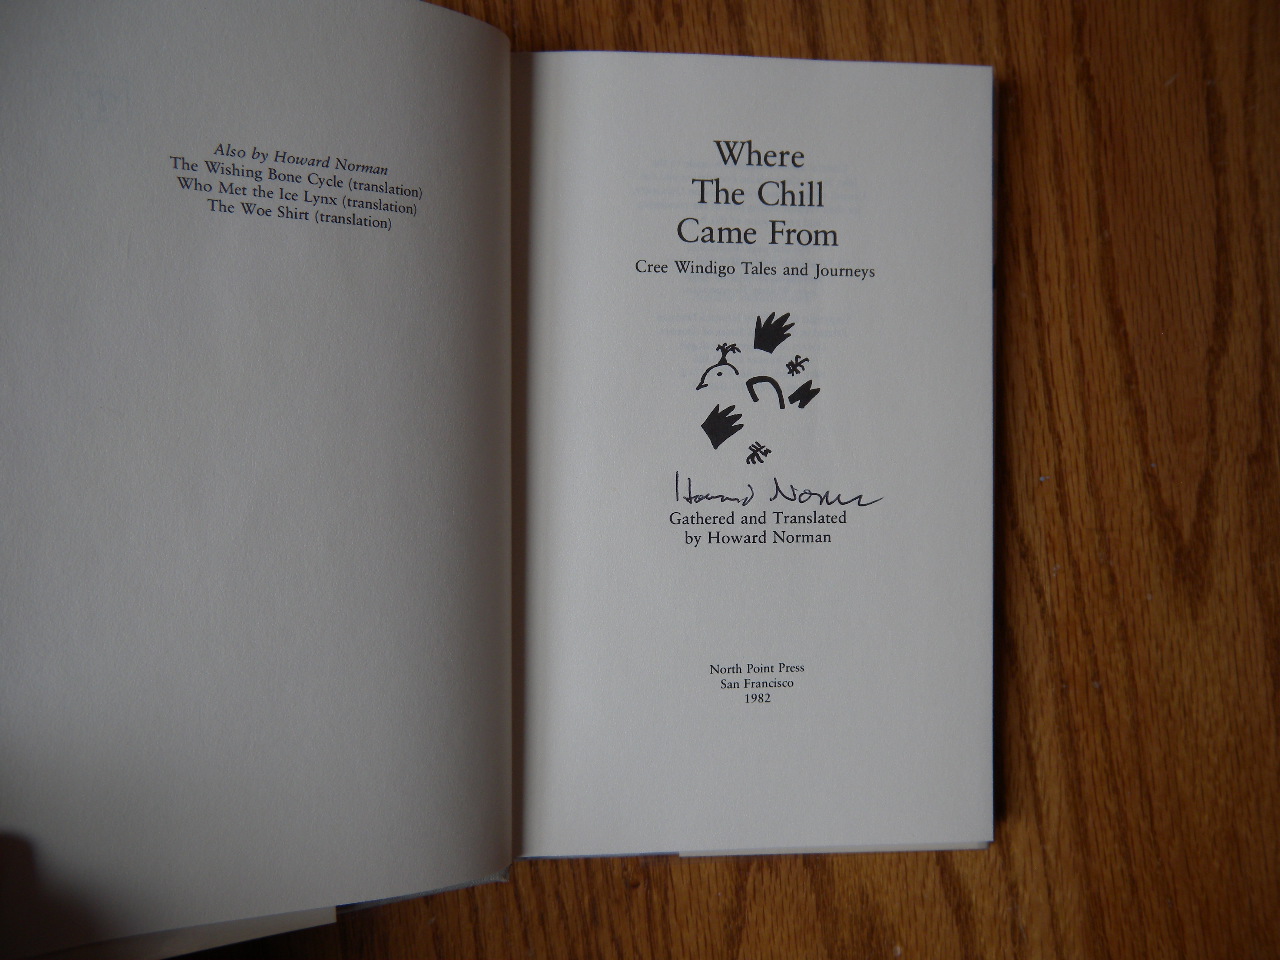 Also by Howard Norman
The Wishing Bone Cycle (translation)
Who Met the Ice Lynx (translation)
The Woe Shirt (translation)
Where
The Chill
Came From
Cree Windigo Tales and Journeys
Howard Norman
Gathered and Translated
by Howard Norman
North Point Press
San Francisco
1982